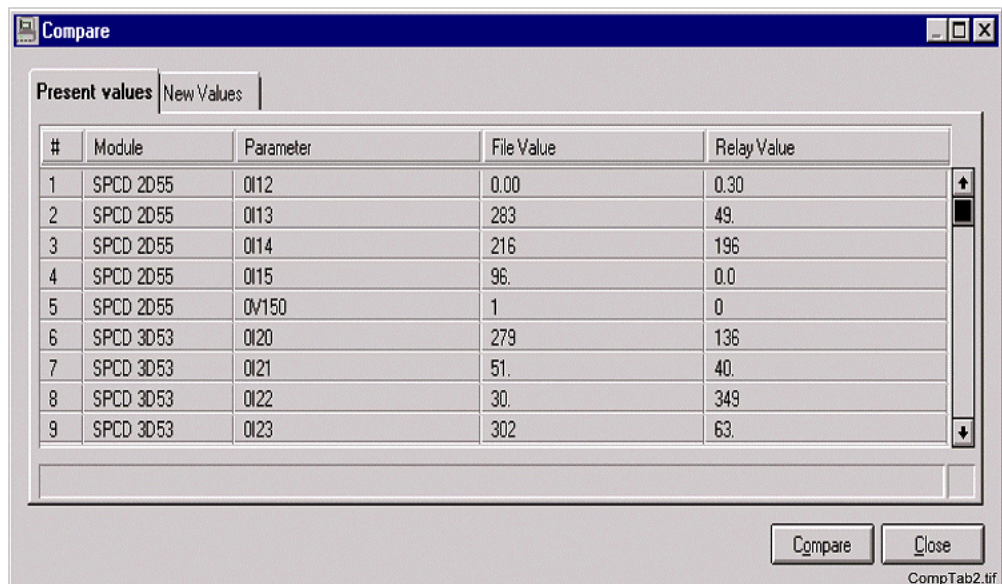 Compare
Present values New Values
# Module Parameter File Value Relay Value
1 SPCD 2D55 0I12 0.00 0.30
2 SPCD 2D55 0I13 283 49.
3 SPCD 2D55 0I14 216 196
4 SPCD 2D55 0I15 96. 0.0
5 SPCD 2D55 0V150 1 0
6 SPCD 3D53 0I20 279 136
7 SPCD 3D53 0I21 51. 40.
8 SPCD 3D53 0I22 30. 349
9 SPCD 3D53 0I23 302 63.
Compare Close
CompTab2.tif